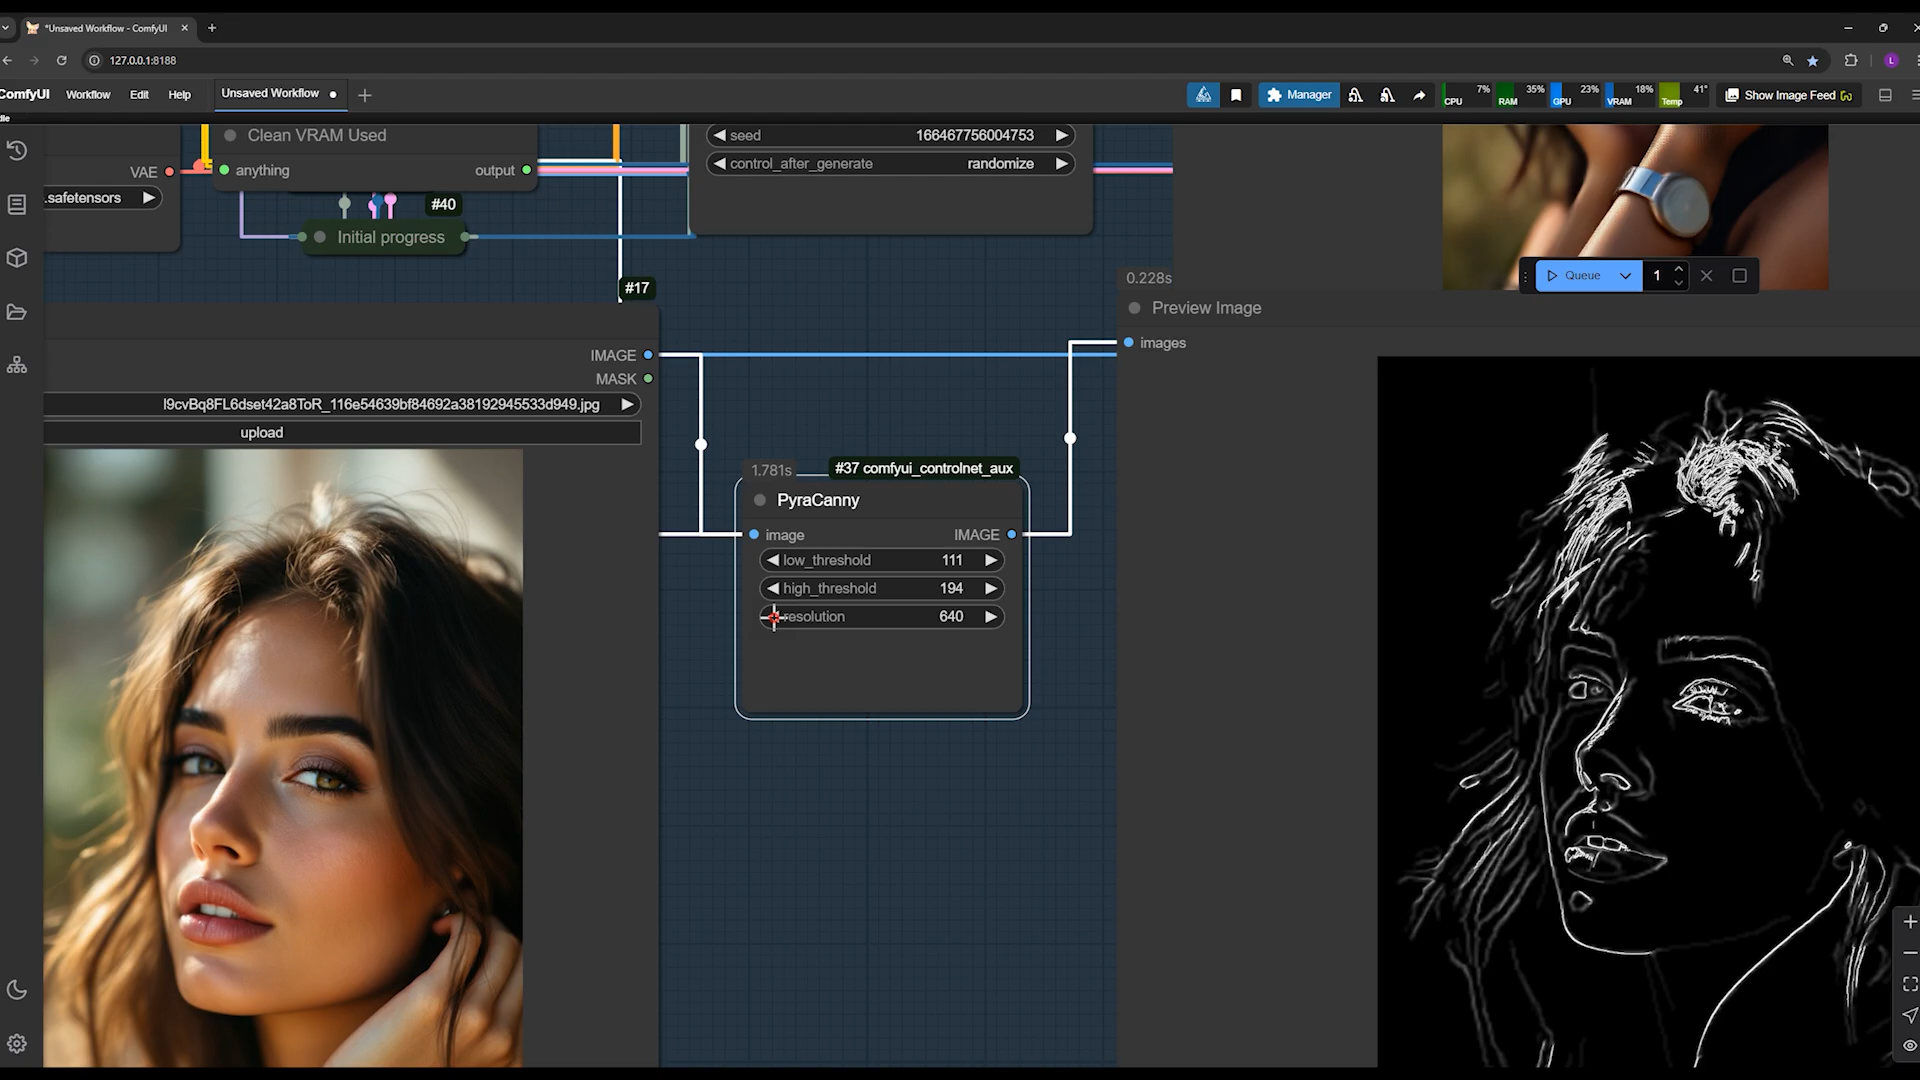 *Unsaved Workflow - ComfyUI
127.0.0.1:8188
ComfyUI Workflow Edit Help Unsaved Workflow
Manager CPU 7% RAM 35% GPU 23% VRAM 18% Temp 41° Show Image Feed
Idle
Clean VRAM Used
anything output
VAE
.safetensors
#40
Initial progress
seed 166467756004753
control_after_generate randomize
#17
IMAGE
MASK
l9cvBq8FL6dset42a8ToR_116e54639bf84692a38192945533d949.jpg
upload
1.781s #37 comfyui_controlnet_aux
PyraCanny
image IMAGE
low_threshold 111
high_threshold 194
resolution 640
Queue 1
0.228s
Preview Image
images
L